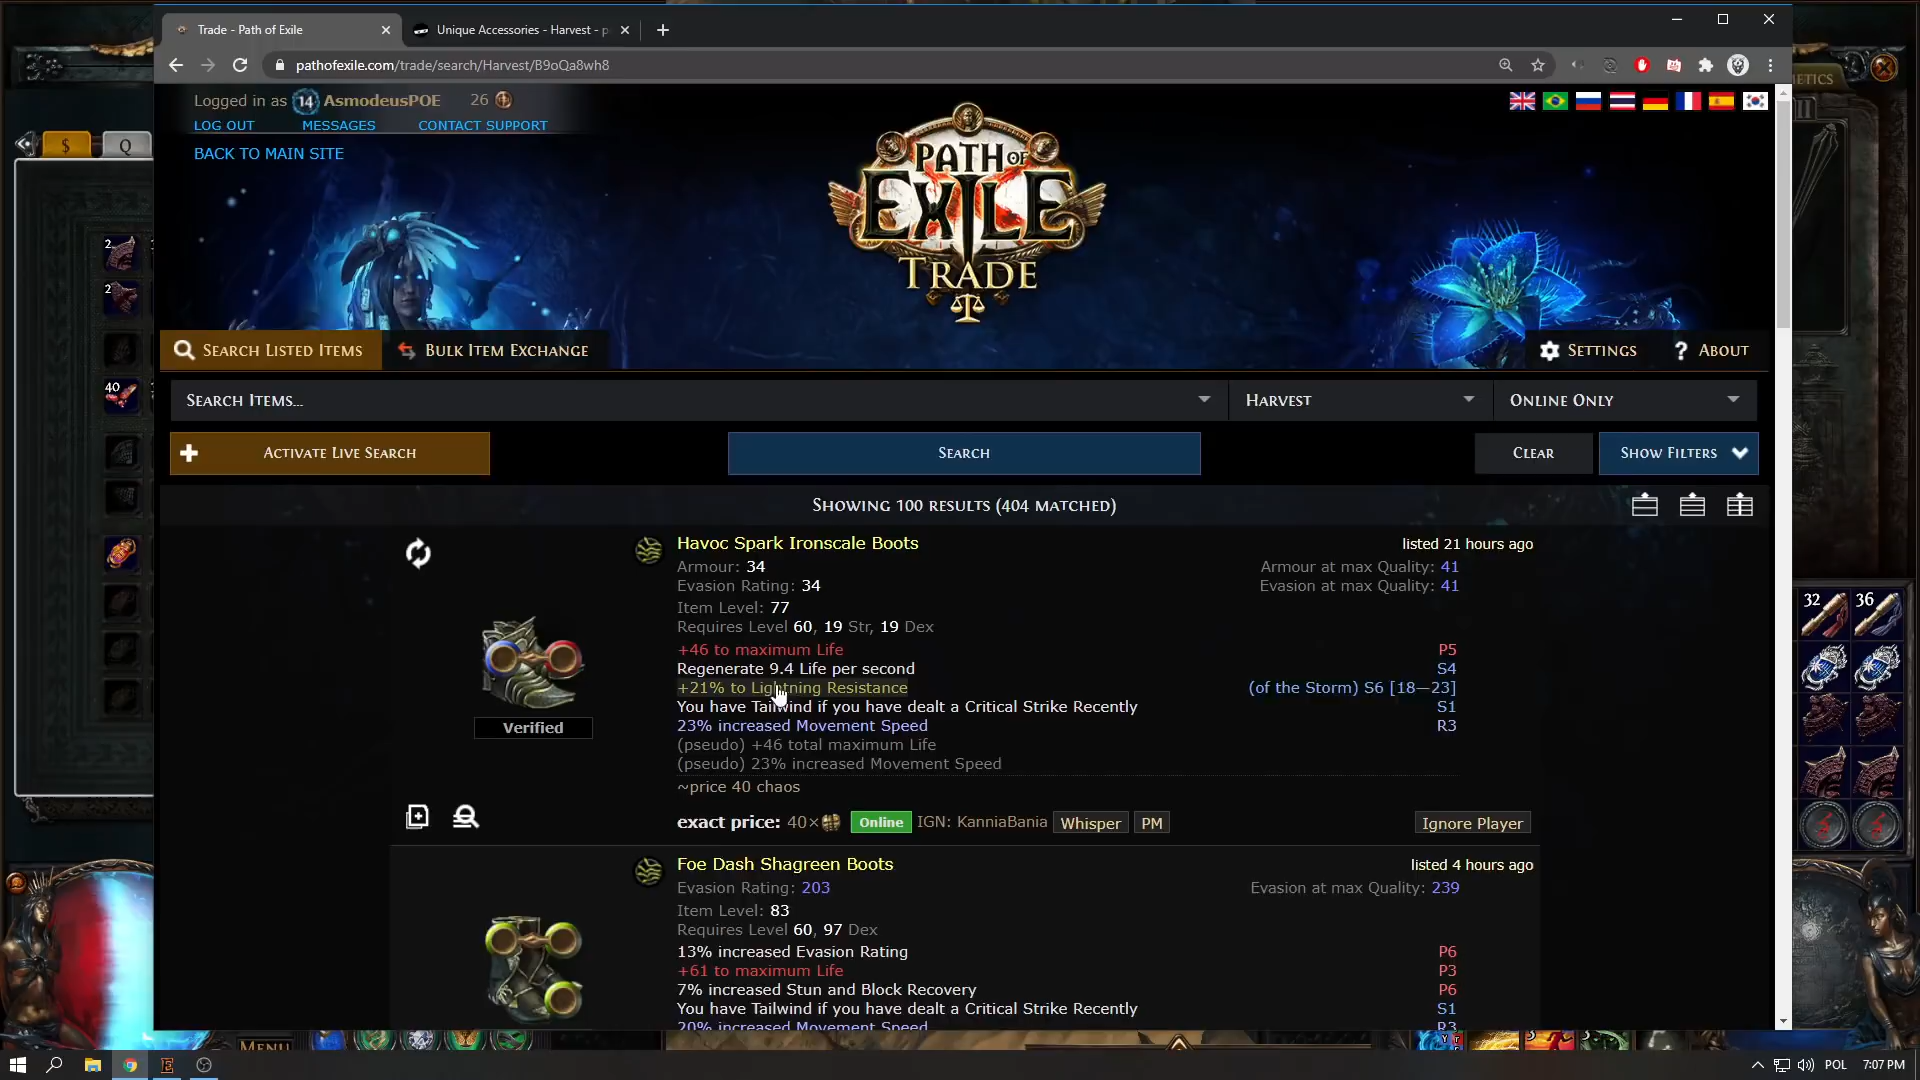 Trade - Path of Exile
Unique Accessories - Harvest - p
pathofexile.com/trade/search/Harvest/B9oQa8wh8
Logged in as 14 AsmodeusPOE 26
LOG OUT MESSAGES CONTACT SUPPORT
BACK TO MAIN SITE
PATH OF
EXILE
TRADE
Search Listed Items
Bulk Item Exchange
Settings
? About
Search Items...
Harvest
Online Only
Activate Live Search
Search
Clear
Show Filters
Showing 100 results (404 matched)
Havoc Spark Ironscale Boots
listed 21 hours ago
Armour: 34
Armour at max Quality: 41
Evasion Rating: 34
Evasion at max Quality: 41
Item Level: 77
Requires Level 60, 19 Str, 19 Dex
+46 to maximum Life P5
Regenerate 9.4 Life per second S4
+21% to Lightning Resistance (of the Storm) S6 [18—23]
You have Tailwind if you have dealt a Critical Strike Recently S1
23% increased Movement Speed R3
(pseudo) +46 total maximum Life
(pseudo) 23% increased Movement Speed
~price 40 chaos
Verified
exact price: 40× Online IGN: KanniaBania Whisper PM
Ignore Player
Foe Dash Shagreen Boots
listed 4 hours ago
Evasion Rating: 203
Evasion at max Quality: 239
Item Level: 83
Requires Level 60, 97 Dex
13% increased Evasion Rating P6
+61 to maximum Life P3
7% increased Stun and Block Recovery P6
You have Tailwind if you have dealt a Critical Strike Recently S1
20% increased Movement Speed R3
$ Q
2
2
40
32 36
Menu
POL 7:07 PM